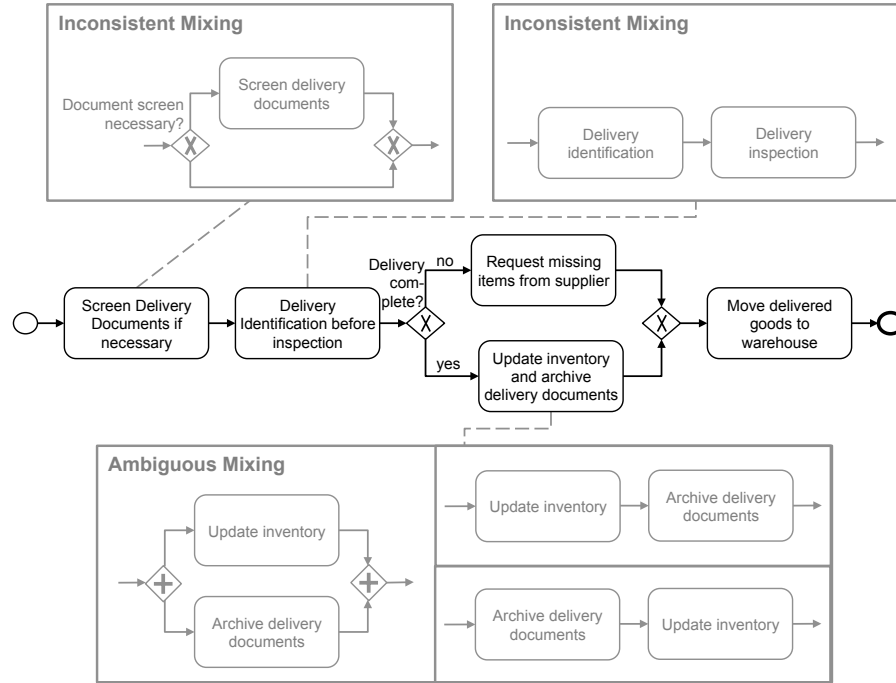 Inconsistent Mixing
Screen delivery
documents
Document screen
necessary?
X
X
Inconsistent Mixing
Delivery
identification
Delivery
inspection
Screen Delivery
Documents if
necessary
Delivery
Identification before
inspection
Delivery
com-
plete?
X
no
Request missing
items from supplier
yes
Update inventory
and archive
delivery documents
X
Move delivered
goods to
warehouse
Ambiguous Mixing
Update inventory
Archive delivery
documents
Update inventory
Archive delivery
documents
Archive delivery
documents
Update inventory